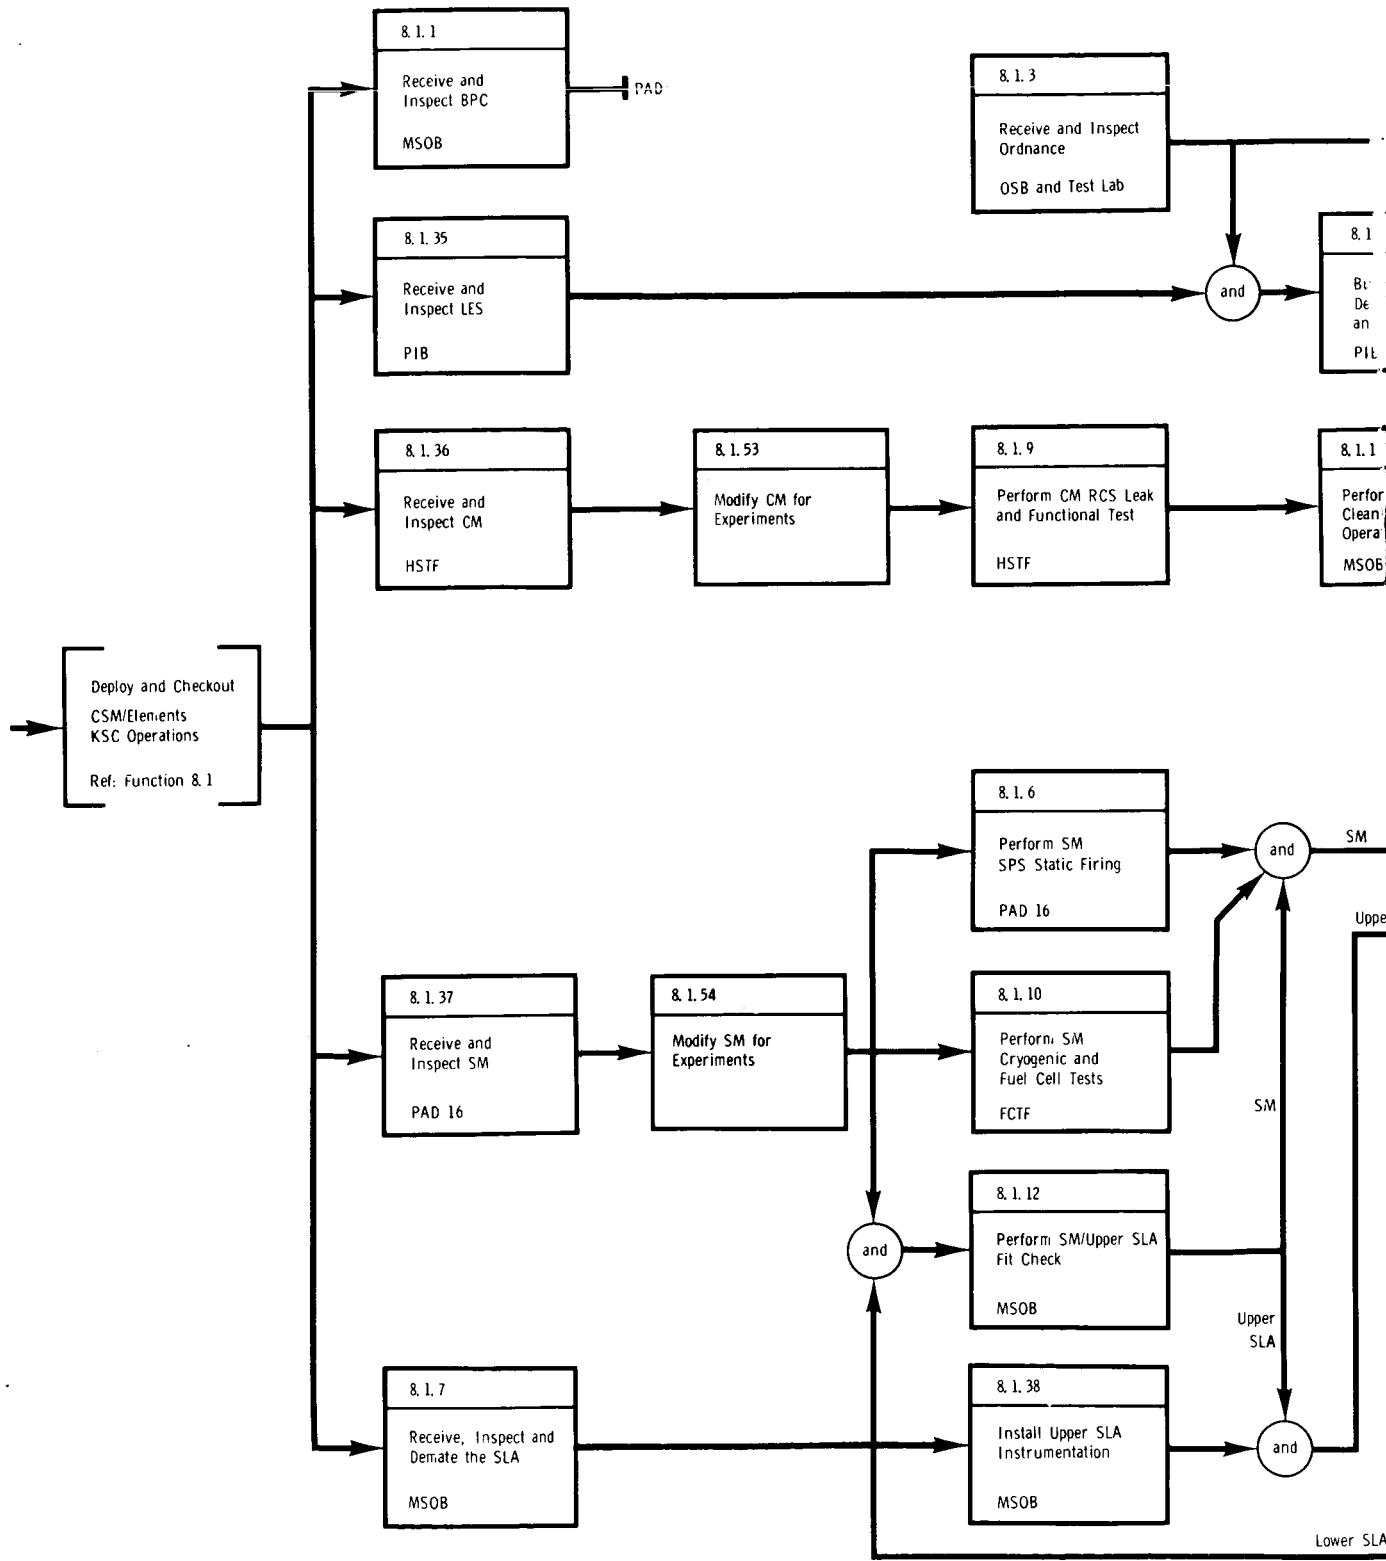 8.1.1
Receive and
Inspect BPC
MSOB
PAD
8.1.3
Receive and Inspect
Ordnance
OSB and Test Lab
8.1.35
Receive and
Inspect LES
PIB
and
8.1
De
an
8.1.36
Receive and
Inspect CM
HSTF
8.1.53
Modify CM for
Experiments
8.1.9
Perform CM RCS Leak
and Functional Test
HSTF
8.1.1
Perfor
Clean
Opera
MSOB
Deploy and Checkout
CSM/Elements
KSC Operations
Ref: Function 8.1
8.1.6
Perform SM
SPS Static Firing
PAD 16
and
SM
Uppe
8.1.37
Receive and
Inspect SM
PAD 16
8.1.54
Modify SM for
Experiments
8.1.10
Perform SM
Cryogenic and
Fuel Cell Tests
FCTF
SM
and
8.1.12
Perform SM/Upper SLA
Fit Check
MSOB
Upper
SLA
8.1.7
Receive, Inspect and
Demate the SLA
MSOB
8.1.38
Install Upper SLA
Instrumentation
MSOB
and
Lower SLA